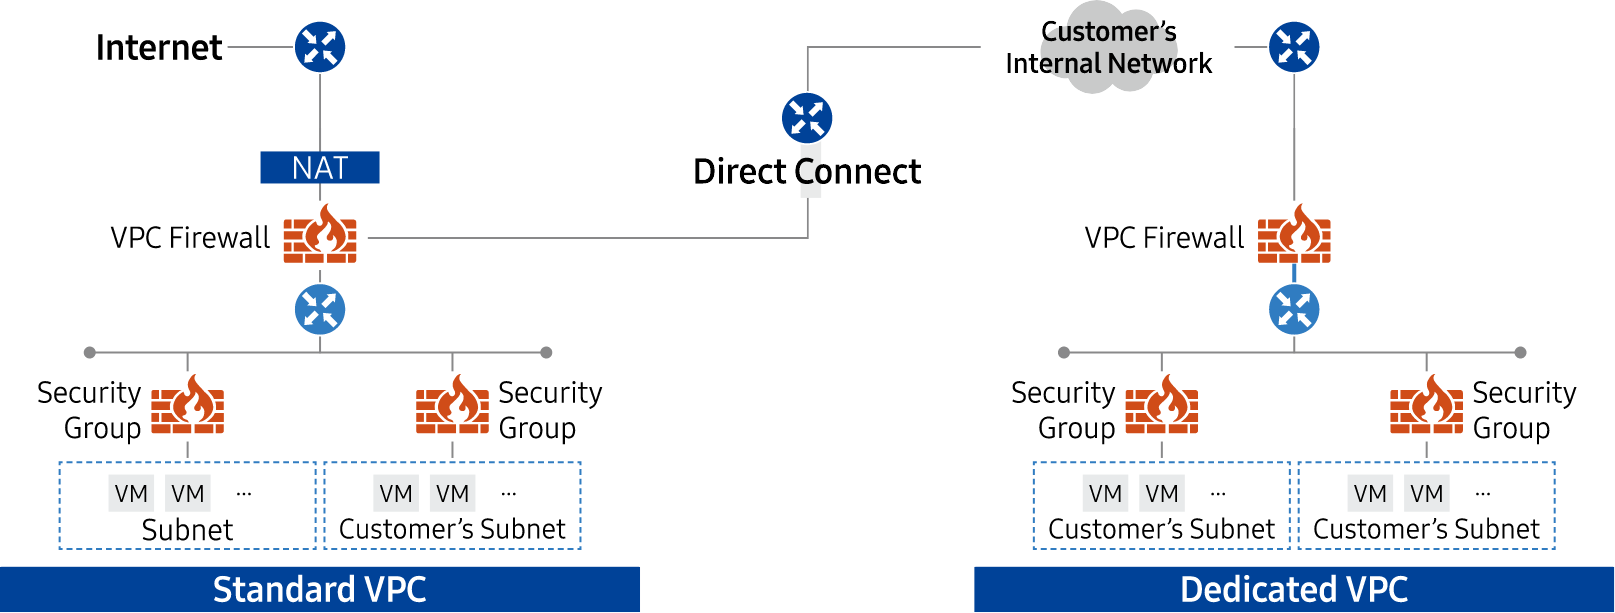 Internet
NAT
VPC Firewall
Security
Group
Security
Group
VM VM ...
Subnet
VM VM ...
Customer’s Subnet
Standard VPC
Direct Connect
Customer’s
Internal Network
VPC Firewall
Security
Group
Security
Group
VM VM ...
Customer’s Subnet
VM VM ...
Customer’s Subnet
Dedicated VPC